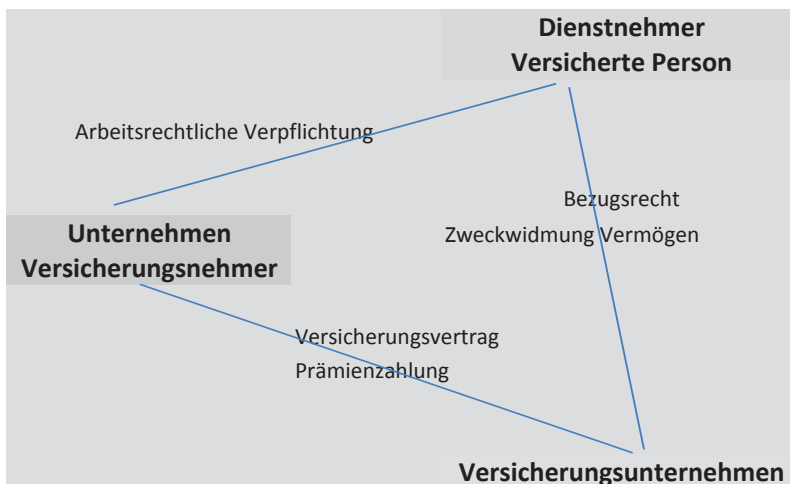 Dienstnehmer
Versicherte Person
Arbeitsrechtliche Verpflichtung
Bezugsrecht
Zweckwidmung Vermögen
Unternehmen
Versicherungsnehmer
Versicherungsvertrag
Prämienzahlung
Versicherungsunternehmen